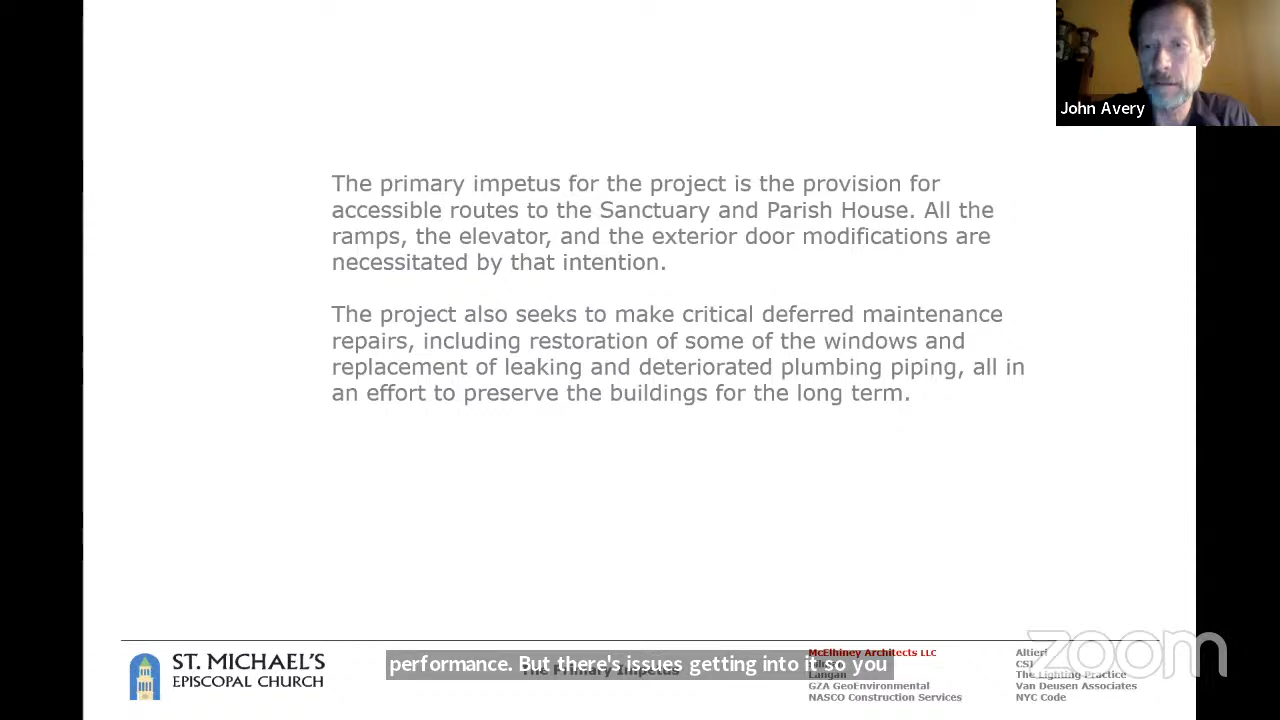 John Avery
The primary impetus for the project is the provision for
accessible routes to the Sanctuary and Parish House. All the
ramps, the elevator, and the exterior door modifications are
necessitated by that intention.
The project also seeks to make critical deferred maintenance
repairs, including restoration of some of the windows and
replacement of leaking and deteriorated plumbing piping, all in
an effort to preserve the buildings for the long term.
ST. MICHAEL'S
EPISCOPAL CHURCH
performance. But there's issues getting into it so you
The Primary Impetus
McElhiney Architects LLC
Langan
GZA GeoEnvironmental
NASCO Construction Services
Altieri
CSI
The Lighting Practice
Van Deusen Associates
NYC Code
zoom